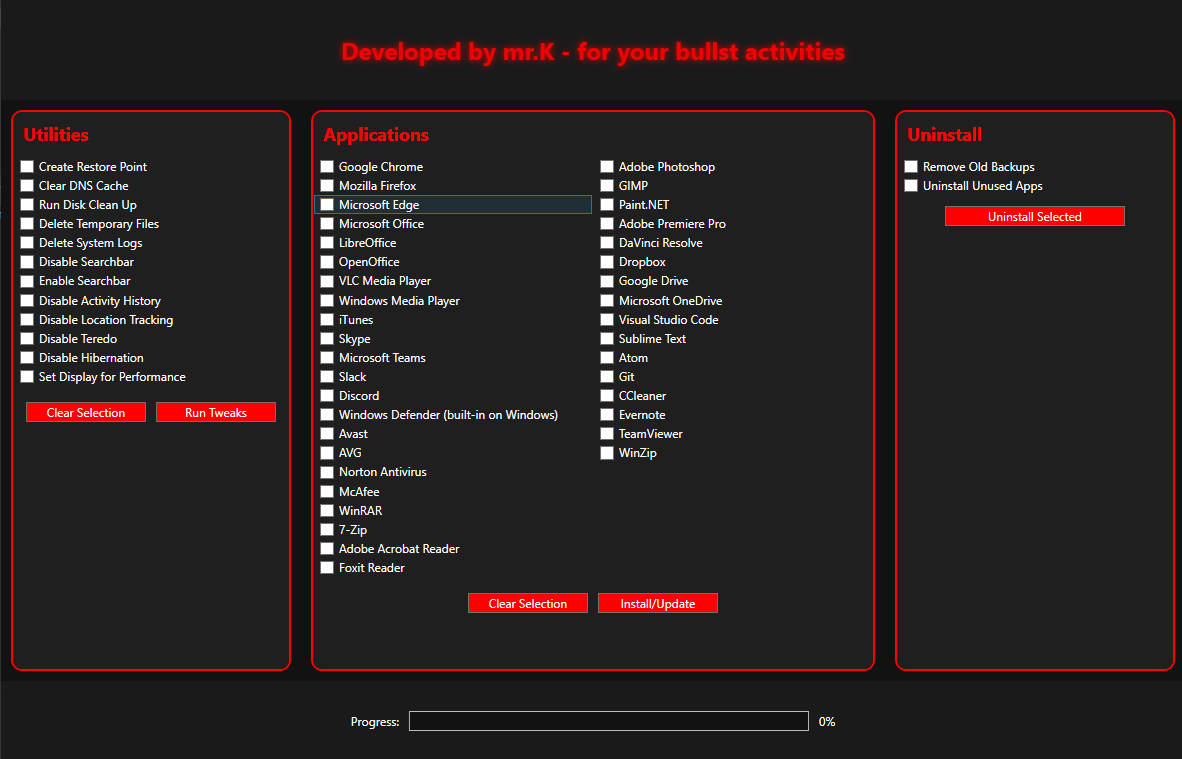 Developed by mr.K - for your bullst activities
Utilities
Create Restore Point
Clear DNS Cache
Run Disk Clean Up
Delete Temporary Files
Delete System Logs
Disable Searchbar
Enable Searchbar
Disable Activity History
Disable Location Tracking
Disable Teredo
Disable Hibernation
Set Display for Performance
Clear Selection
Run Tweaks
Applications
Google Chrome
Mozilla Firefox
Microsoft Edge
Microsoft Office
LibreOffice
OpenOffice
VLC Media Player
Windows Media Player
iTunes
Skype
Microsoft Teams
Slack
Discord
Windows Defender (built-in on Windows)
Avast
AVG
Norton Antivirus
McAfee
WinRAR
7-Zip
Adobe Acrobat Reader
Foxit Reader
Adobe Photoshop
GIMP
Paint.NET
Adobe Premiere Pro
DaVinci Resolve
Dropbox
Google Drive
Microsoft OneDrive
Visual Studio Code
Sublime Text
Atom
Git
CCleaner
Evernote
TeamViewer
WinZip
Clear Selection
Install/Update
Uninstall
Remove Old Backups
Uninstall Unused Apps
Uninstall Selected
Progress:
0%